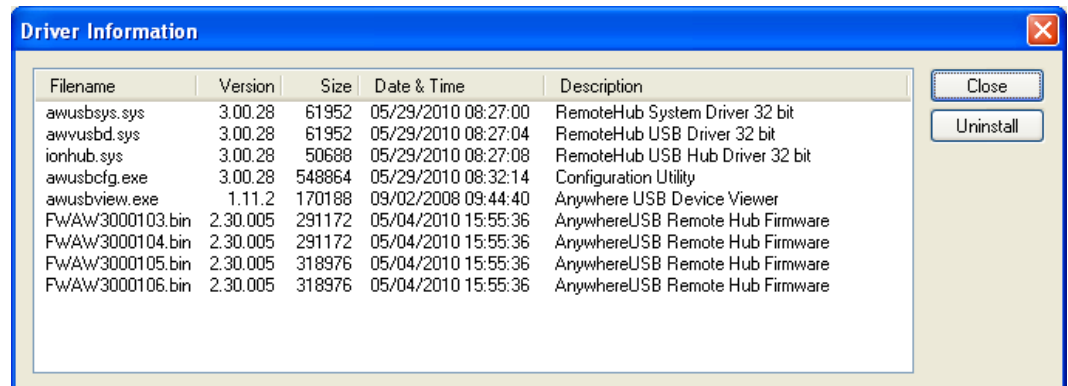 Driver Information
Filename Version Size Date & Time Description
awusbsys.sys 3.00.28 61952 05/29/2010 08:27:00 RemoteHub System Driver 32 bit
awvusbd.sys 3.00.28 61952 05/29/2010 08:27:04 RemoteHub USB Driver 32 bit
ionhub.sys 3.00.28 50688 05/29/2010 08:27:08 RemoteHub USB Hub Driver 32 bit
awusbcfg.exe 3.00.28 548864 05/29/2010 08:32:14 Configuration Utility
awusbview.exe 1.11.2 170188 09/02/2008 09:44:40 Anywhere USB Device Viewer
FWAW3000103.bin 2.30.005 291172 05/04/2010 15:55:36 AnywhereUSB Remote Hub Firmware
FWAW3000104.bin 2.30.005 291172 05/04/2010 15:55:36 AnywhereUSB Remote Hub Firmware
FWAW3000105.bin 2.30.005 318976 05/04/2010 15:55:36 AnywhereUSB Remote Hub Firmware
FWAW3000106.bin 2.30.005 318976 05/04/2010 15:55:36 AnywhereUSB Remote Hub Firmware
Close
Uninstall